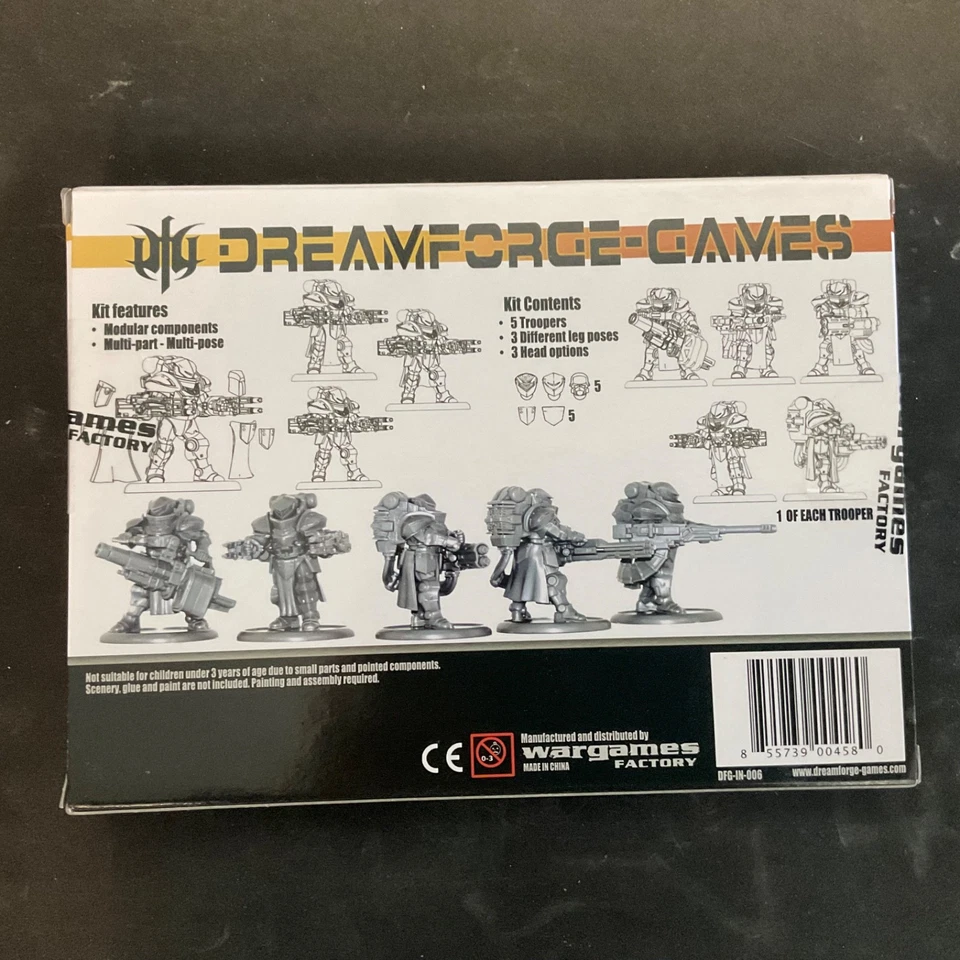 DREAMFORGE-GAMES
Kit features
• Modular components
• Multi-part - Multi-pose
Kit Contents
• 5 Troopers
• 3 Different leg poses
• 3 Head options
5
5
ames
FACTORY
rgames
FACTORY
1 OF EACH TROOPER
Not suitable for children under 3 years of age due to small parts and pointed components.
Scenery, glue and paint are not included. Painting and assembly required.
CE
0-3
Manufactured and distributed by
wargames
FACTORY
MADE IN CHINA
8 55739 00458 0
DFG-IN-006
www.dreamforge-games.com